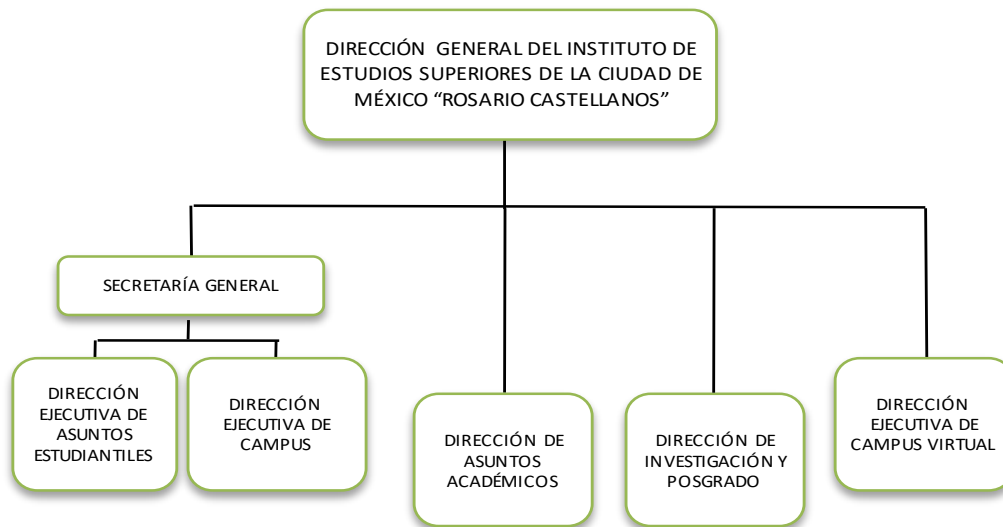 DIRECCIÓN GENERAL DEL INSTITUTO DE
ESTUDIOS SUPERIORES DE LA CIUDAD DE
MÉXICO “ROSARIO CASTELLANOS”
SECRETARÍA GENERAL
DIRECCIÓN
EJECUTIVA DE
ASUNTOS
ESTUDIANTILES
DIRECCIÓN
EJECUTIVA DE
CAMPUS
DIRECCIÓN DE
ASUNTOS
ACADÉMICOS
DIRECCIÓN DE
INVESTIGACIÓN Y
POSGRADO
DIRECCIÓN
EJECUTIVA DE
CAMPUS VIRTUAL